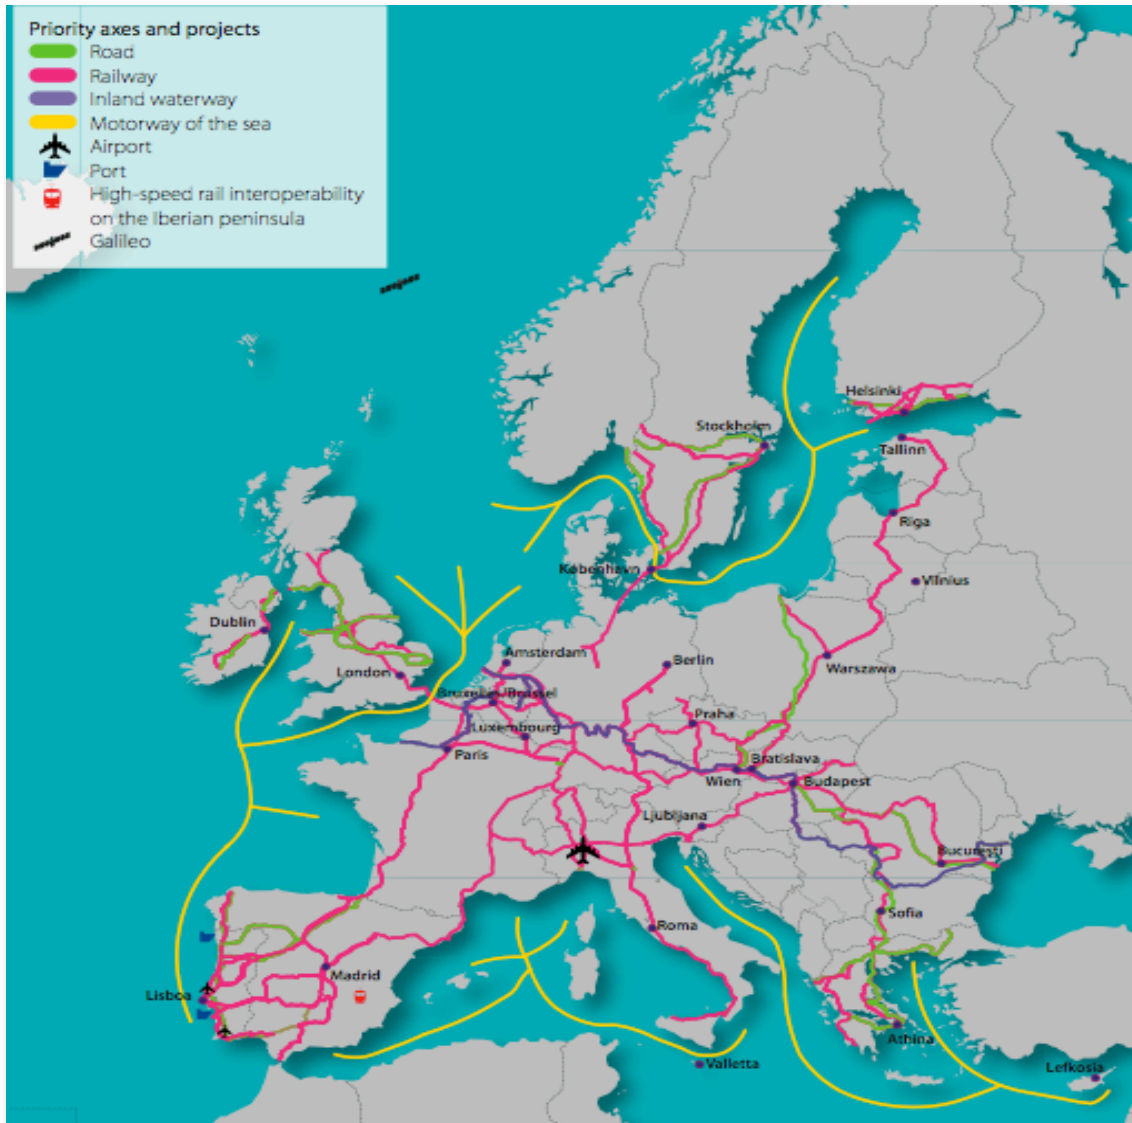 Priority axes and projects
Road
Railway
Inland waterway
Motorway of the sea
Airport
Port
High-speed rail interoperability
on the Iberian peninsula
Galileo
Helsinki
Stockholm
Tallinn
Riga
København
Vilnius
Dublin
Amsterdam
Berlin
Warszawa
London
Bruxelles/Brussel
Praha
Luxembourg
Paris
Bratislava
Wien
Budapest
Ljubljana
Bucuresti
Sofia
Roma
Madrid
Lisboa
Athina
Valletta
Lefkosia